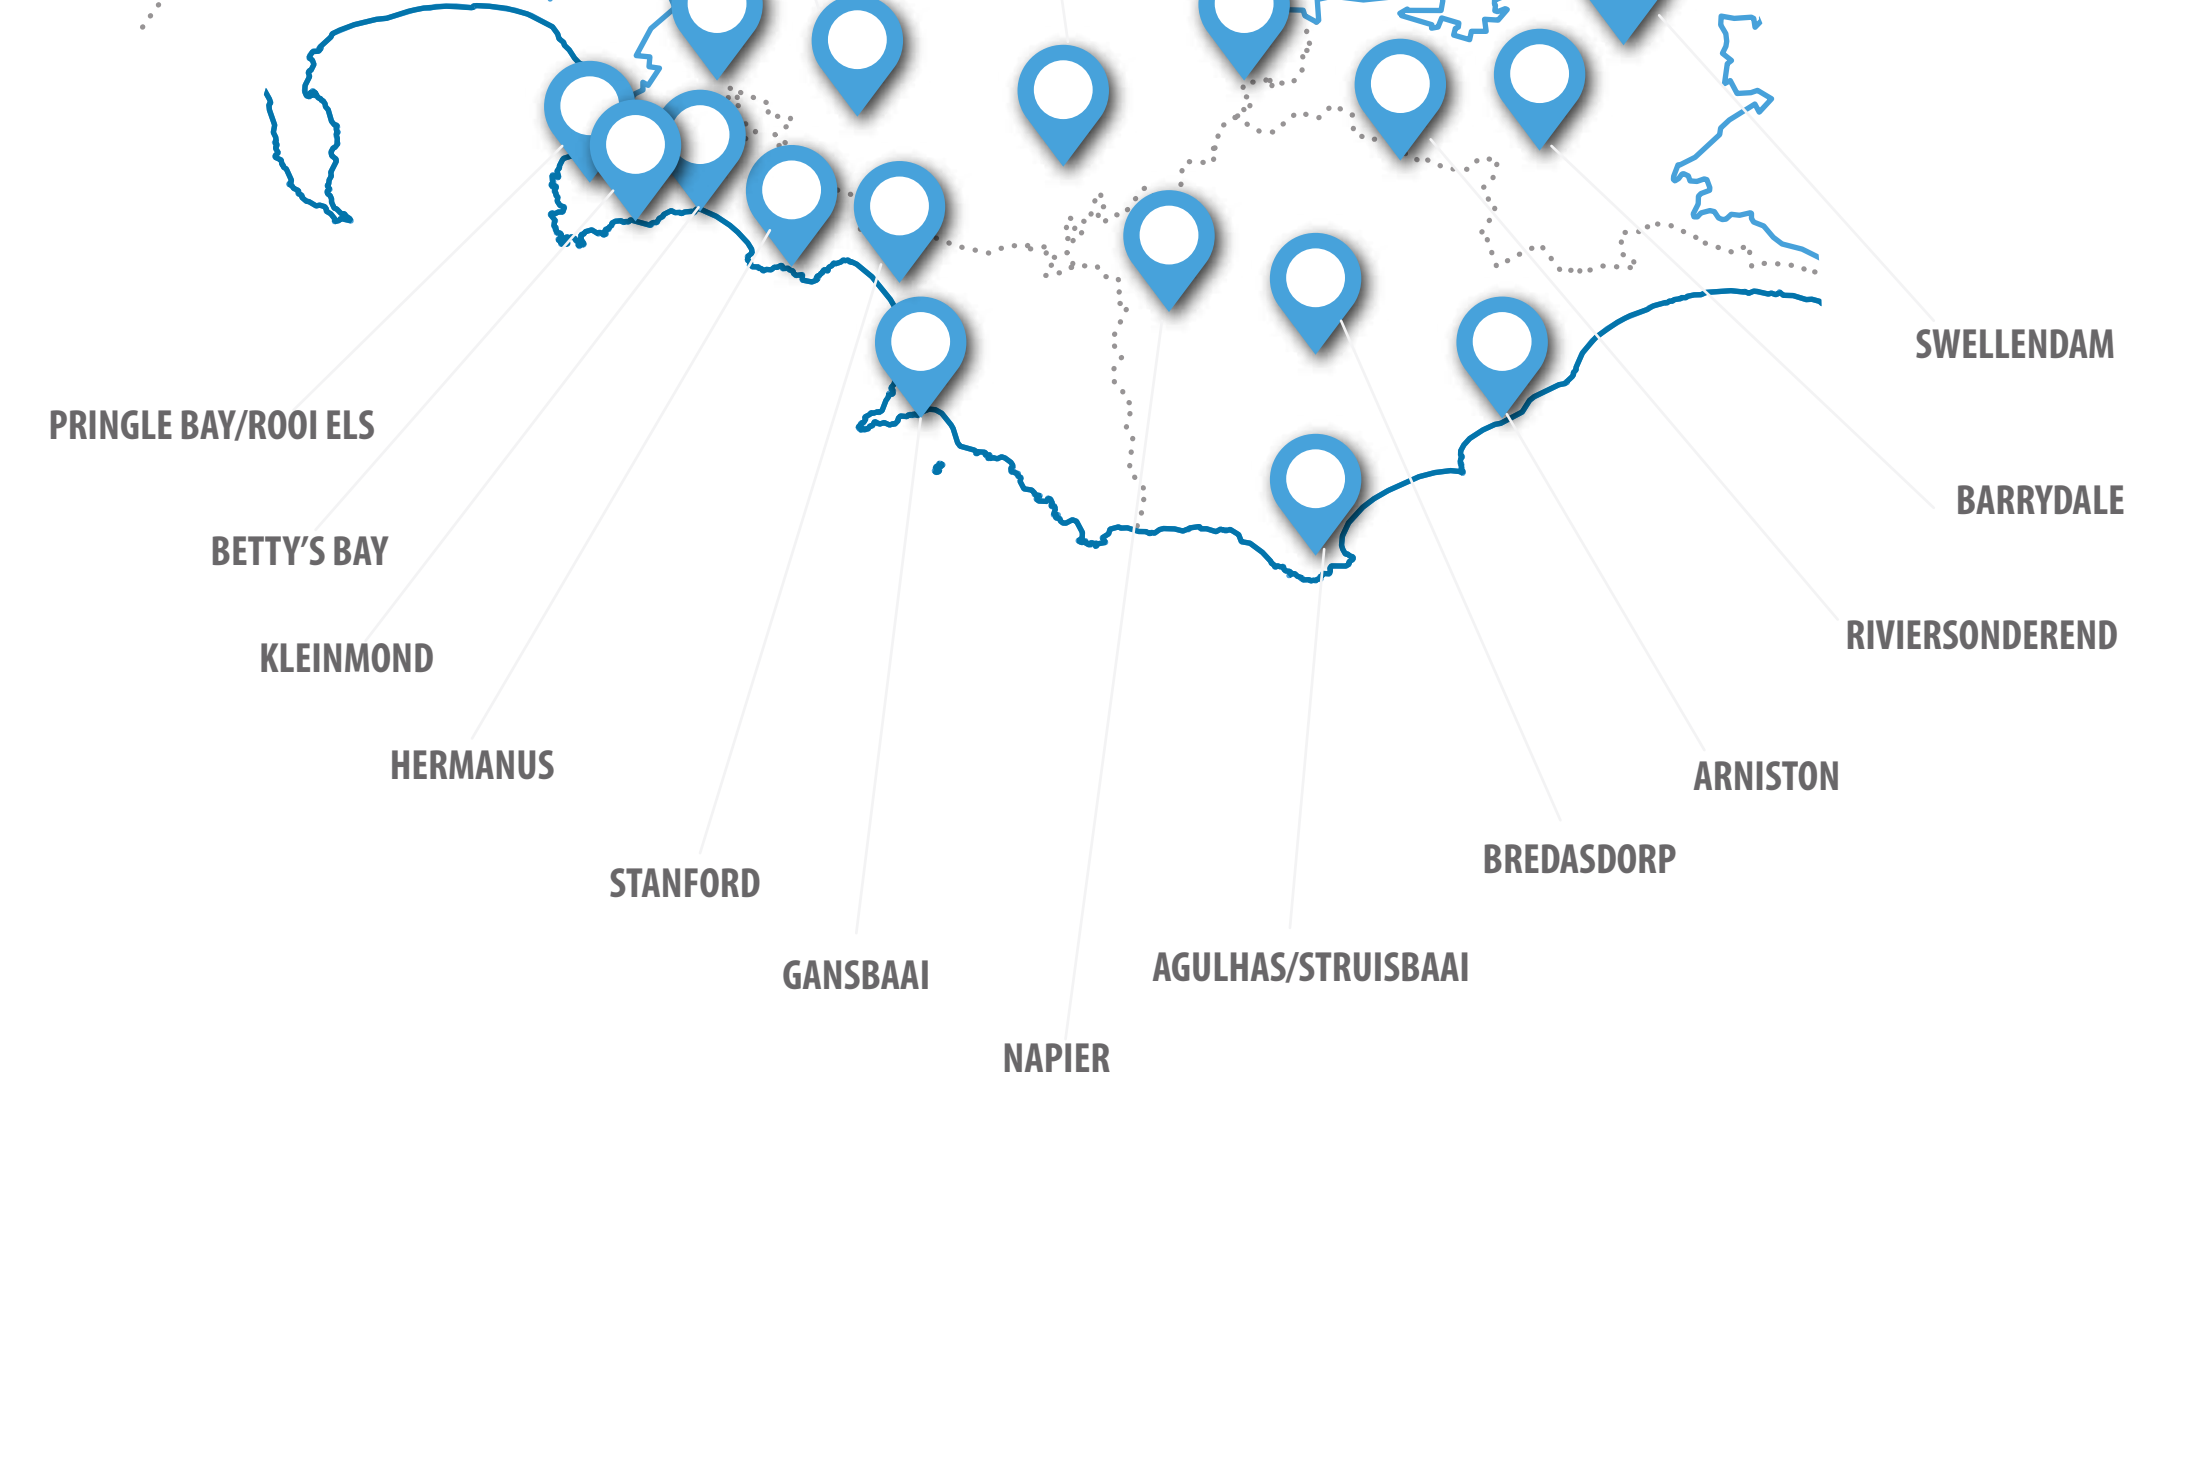 SWELLENDAM
PRINGLE BAY/ROOI ELS
BARRYDALE
BETTY’S BAY
RIVIERSONDEREND
KLEINMOND
HERMANUS
ARNISTON
BREDASDORP
STANFORD
AGULHAS/STRUISBAAI
GANSBAAI
NAPIER